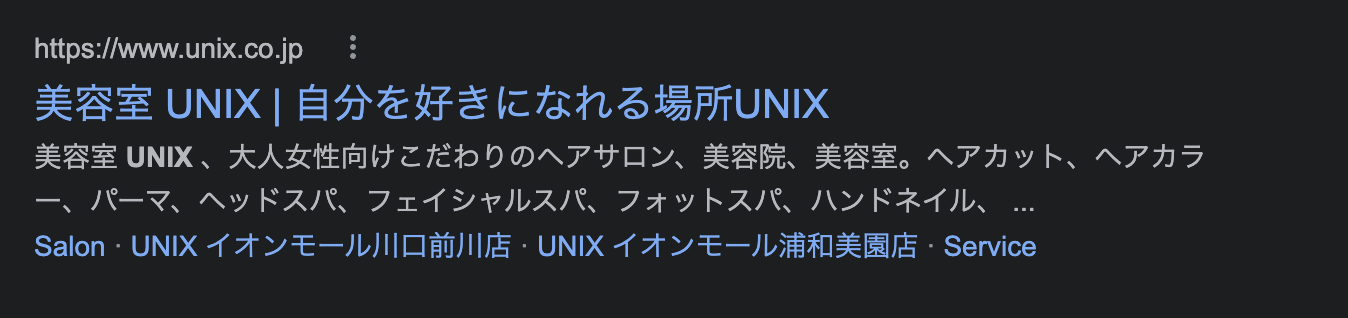 https://www.unix.co.jp
美容室 UNIX | 自分を好きになれる場所UNIX
美容室 UNIX 、大人女性向けこだわりのヘアサロン、美容院、美容室。ヘアカット、ヘアカラ
ー、パーマ、ヘッドスパ、フェイシャルスパ、フォットスパ、ハンドネイル、 ...
Salon · UNIX イオンモール川口前川店 · UNIX イオンモール浦和美園店 · Service